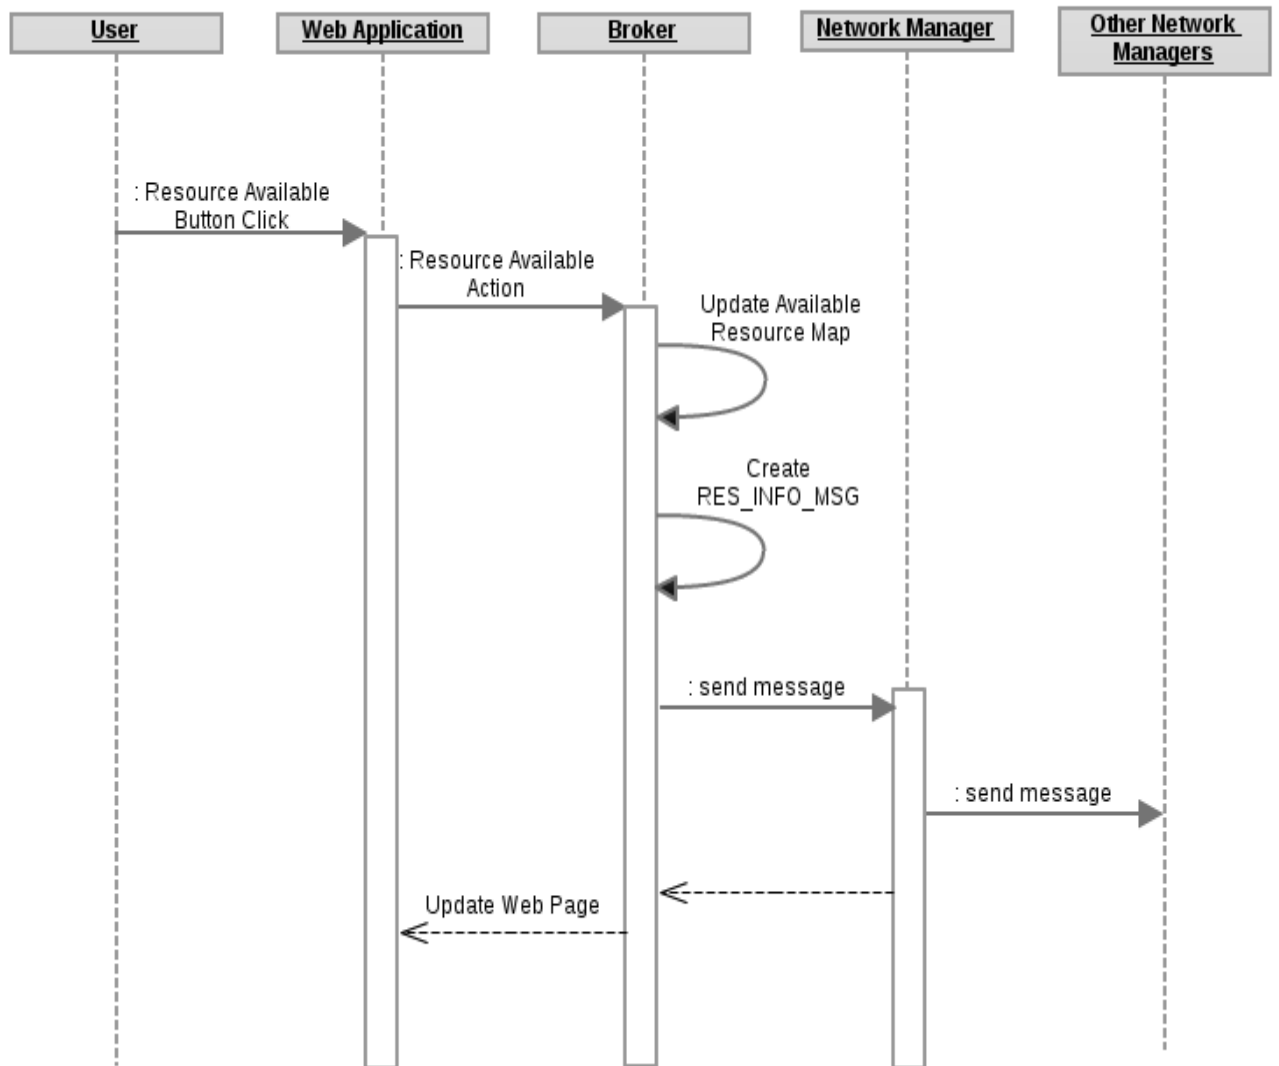 User
Web Application
Broker
Network Manager
Other Network
Managers
: Resource Available
Button Click
: Resource Available
Action
Update Available
Resource Map
Create
RES_INFO_MSG
: send message
: send message
Update Web Page